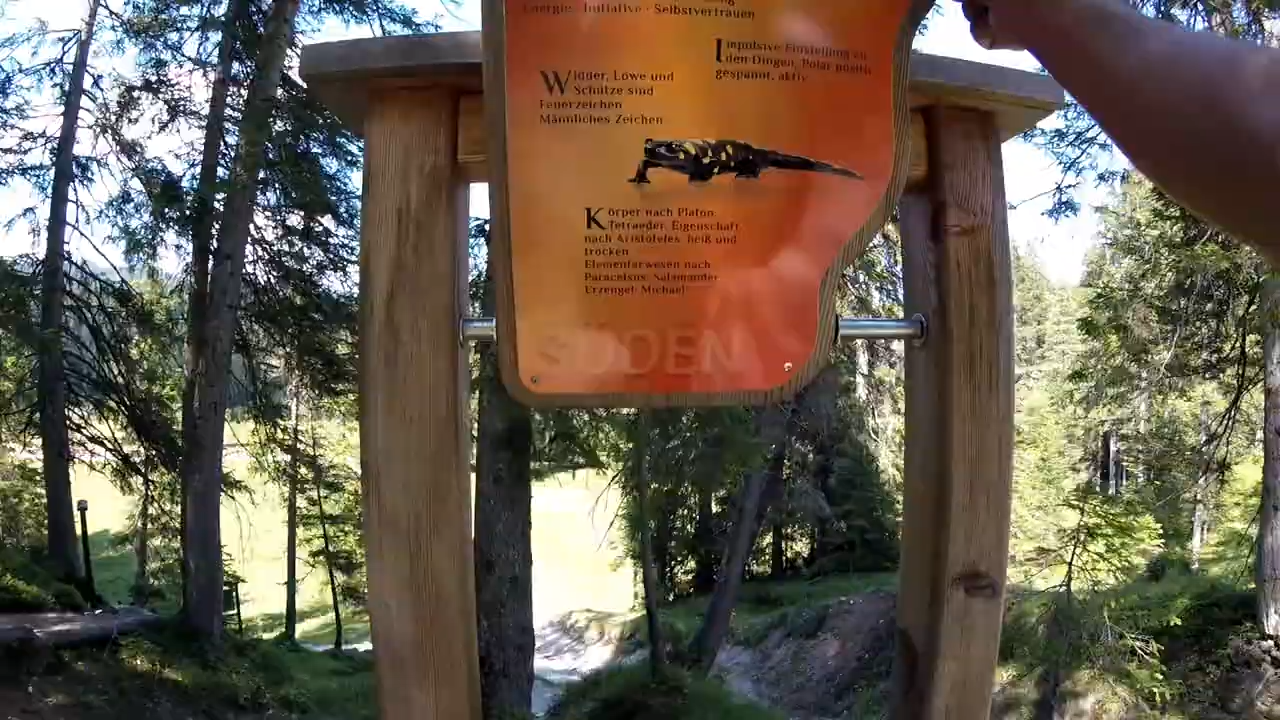 Energie · Initiative · Selbstvertrauen
Impulsive Einstellung zu
den Dingen, Polar positiv
gespannt, aktiv
Widder, Löwe und
Schütze sind
Feuerzeichen
Männliches Zeichen
Körper nach Platon:
Tetraeder, Eigenschaft
nach Aristoteles: heiß und
trocken
Elementarwesen nach
Paracelsus: Salamander
Erzengel: Michael
SÜDEN